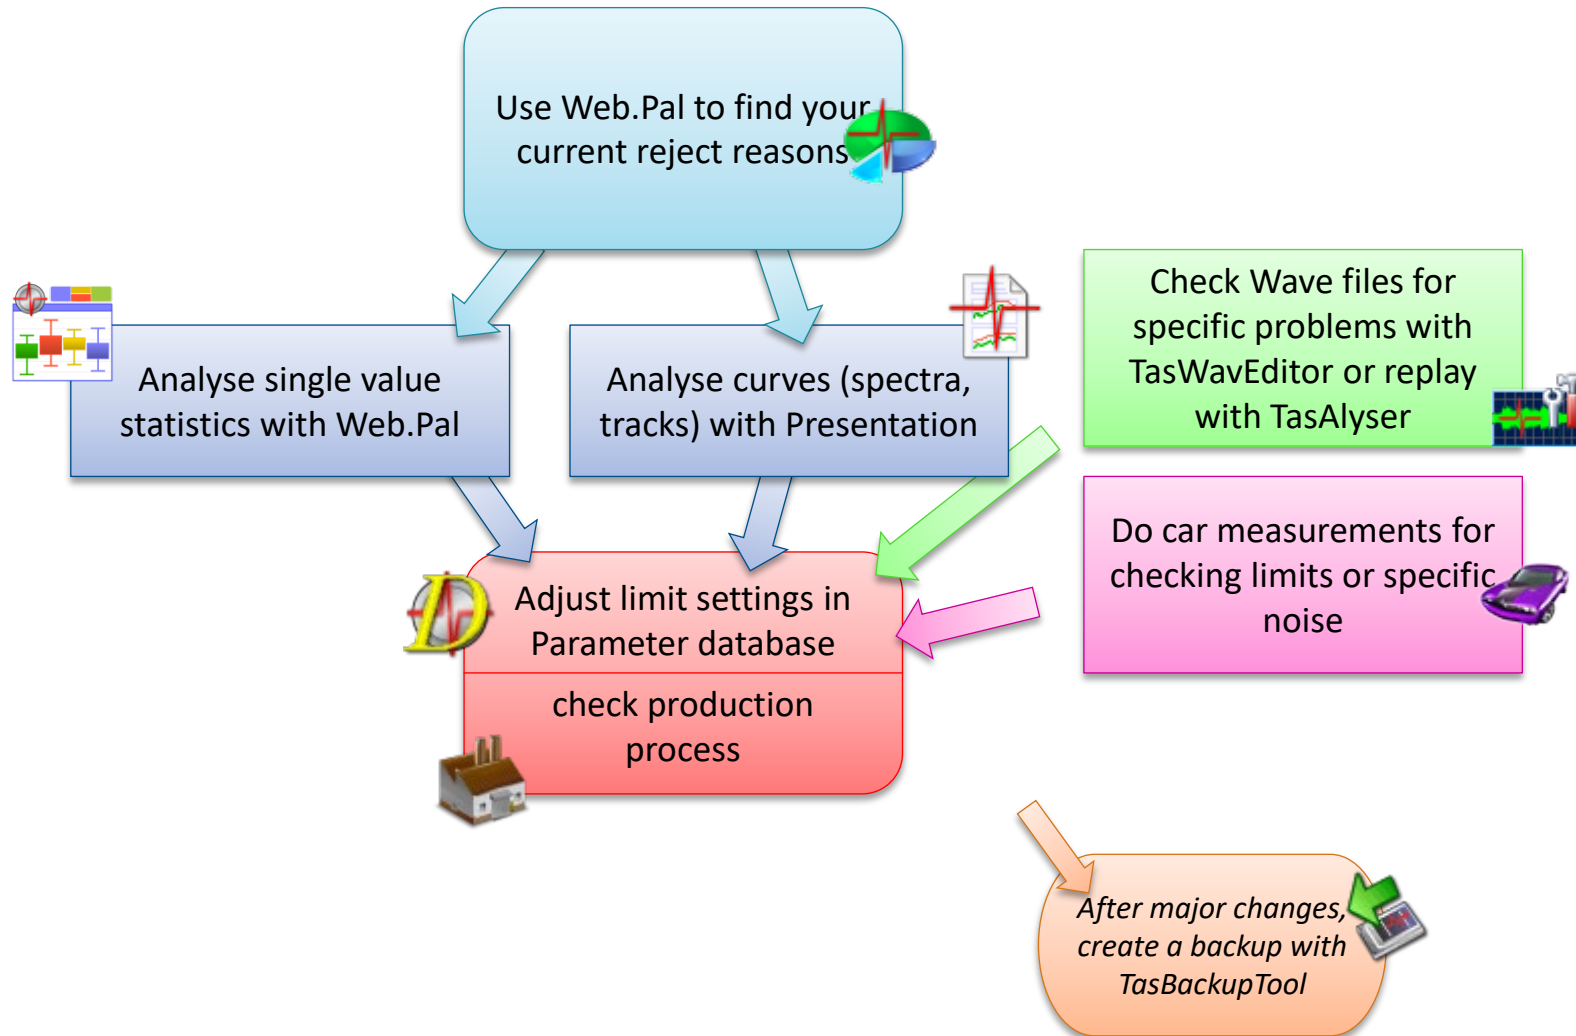 Use Web.Pal to find your
current reject reasons
Analyse single value
statistics with Web.Pal
Analyse curves (spectra,
tracks) with Presentation
Check Wave files for
specific problems with
TasWavEditor or replay
with TasAlyser
Do car measurements for
checking limits or specific
noise
D
Adjust limit settings in
Parameter database
check production
process
After major changes,
create a backup with
TasBackupTool